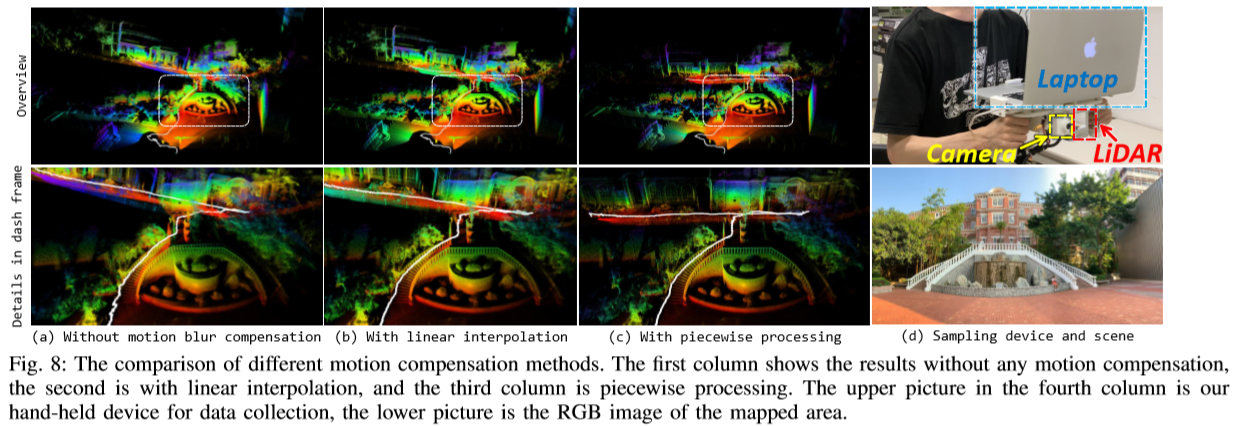 Overview
Laptop
Camera
LiDAR
Details in dash frame
(a) Without motion blur compensation
(b) With linear interpolation
(c) With piecewise processing
(d) Sampling device and scene
Fig. 8: The comparison of different motion compensation methods. The first column shows the results without any motion compensation,
the second is with linear interpolation, and the third column is piecewise processing. The upper picture in the fourth column is our
hand-held device for data collection, the lower picture is the RGB image of the mapped area.